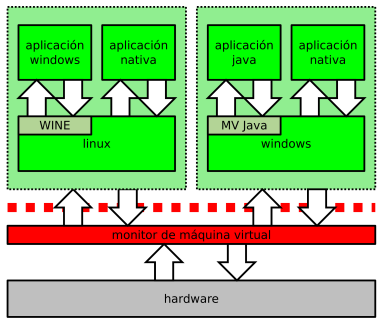 aplicación
windows
aplicación
nativa
aplicación
java
aplicación
nativa
WINE
linux
MV Java
windows
monitor de máquina virtual
hardware